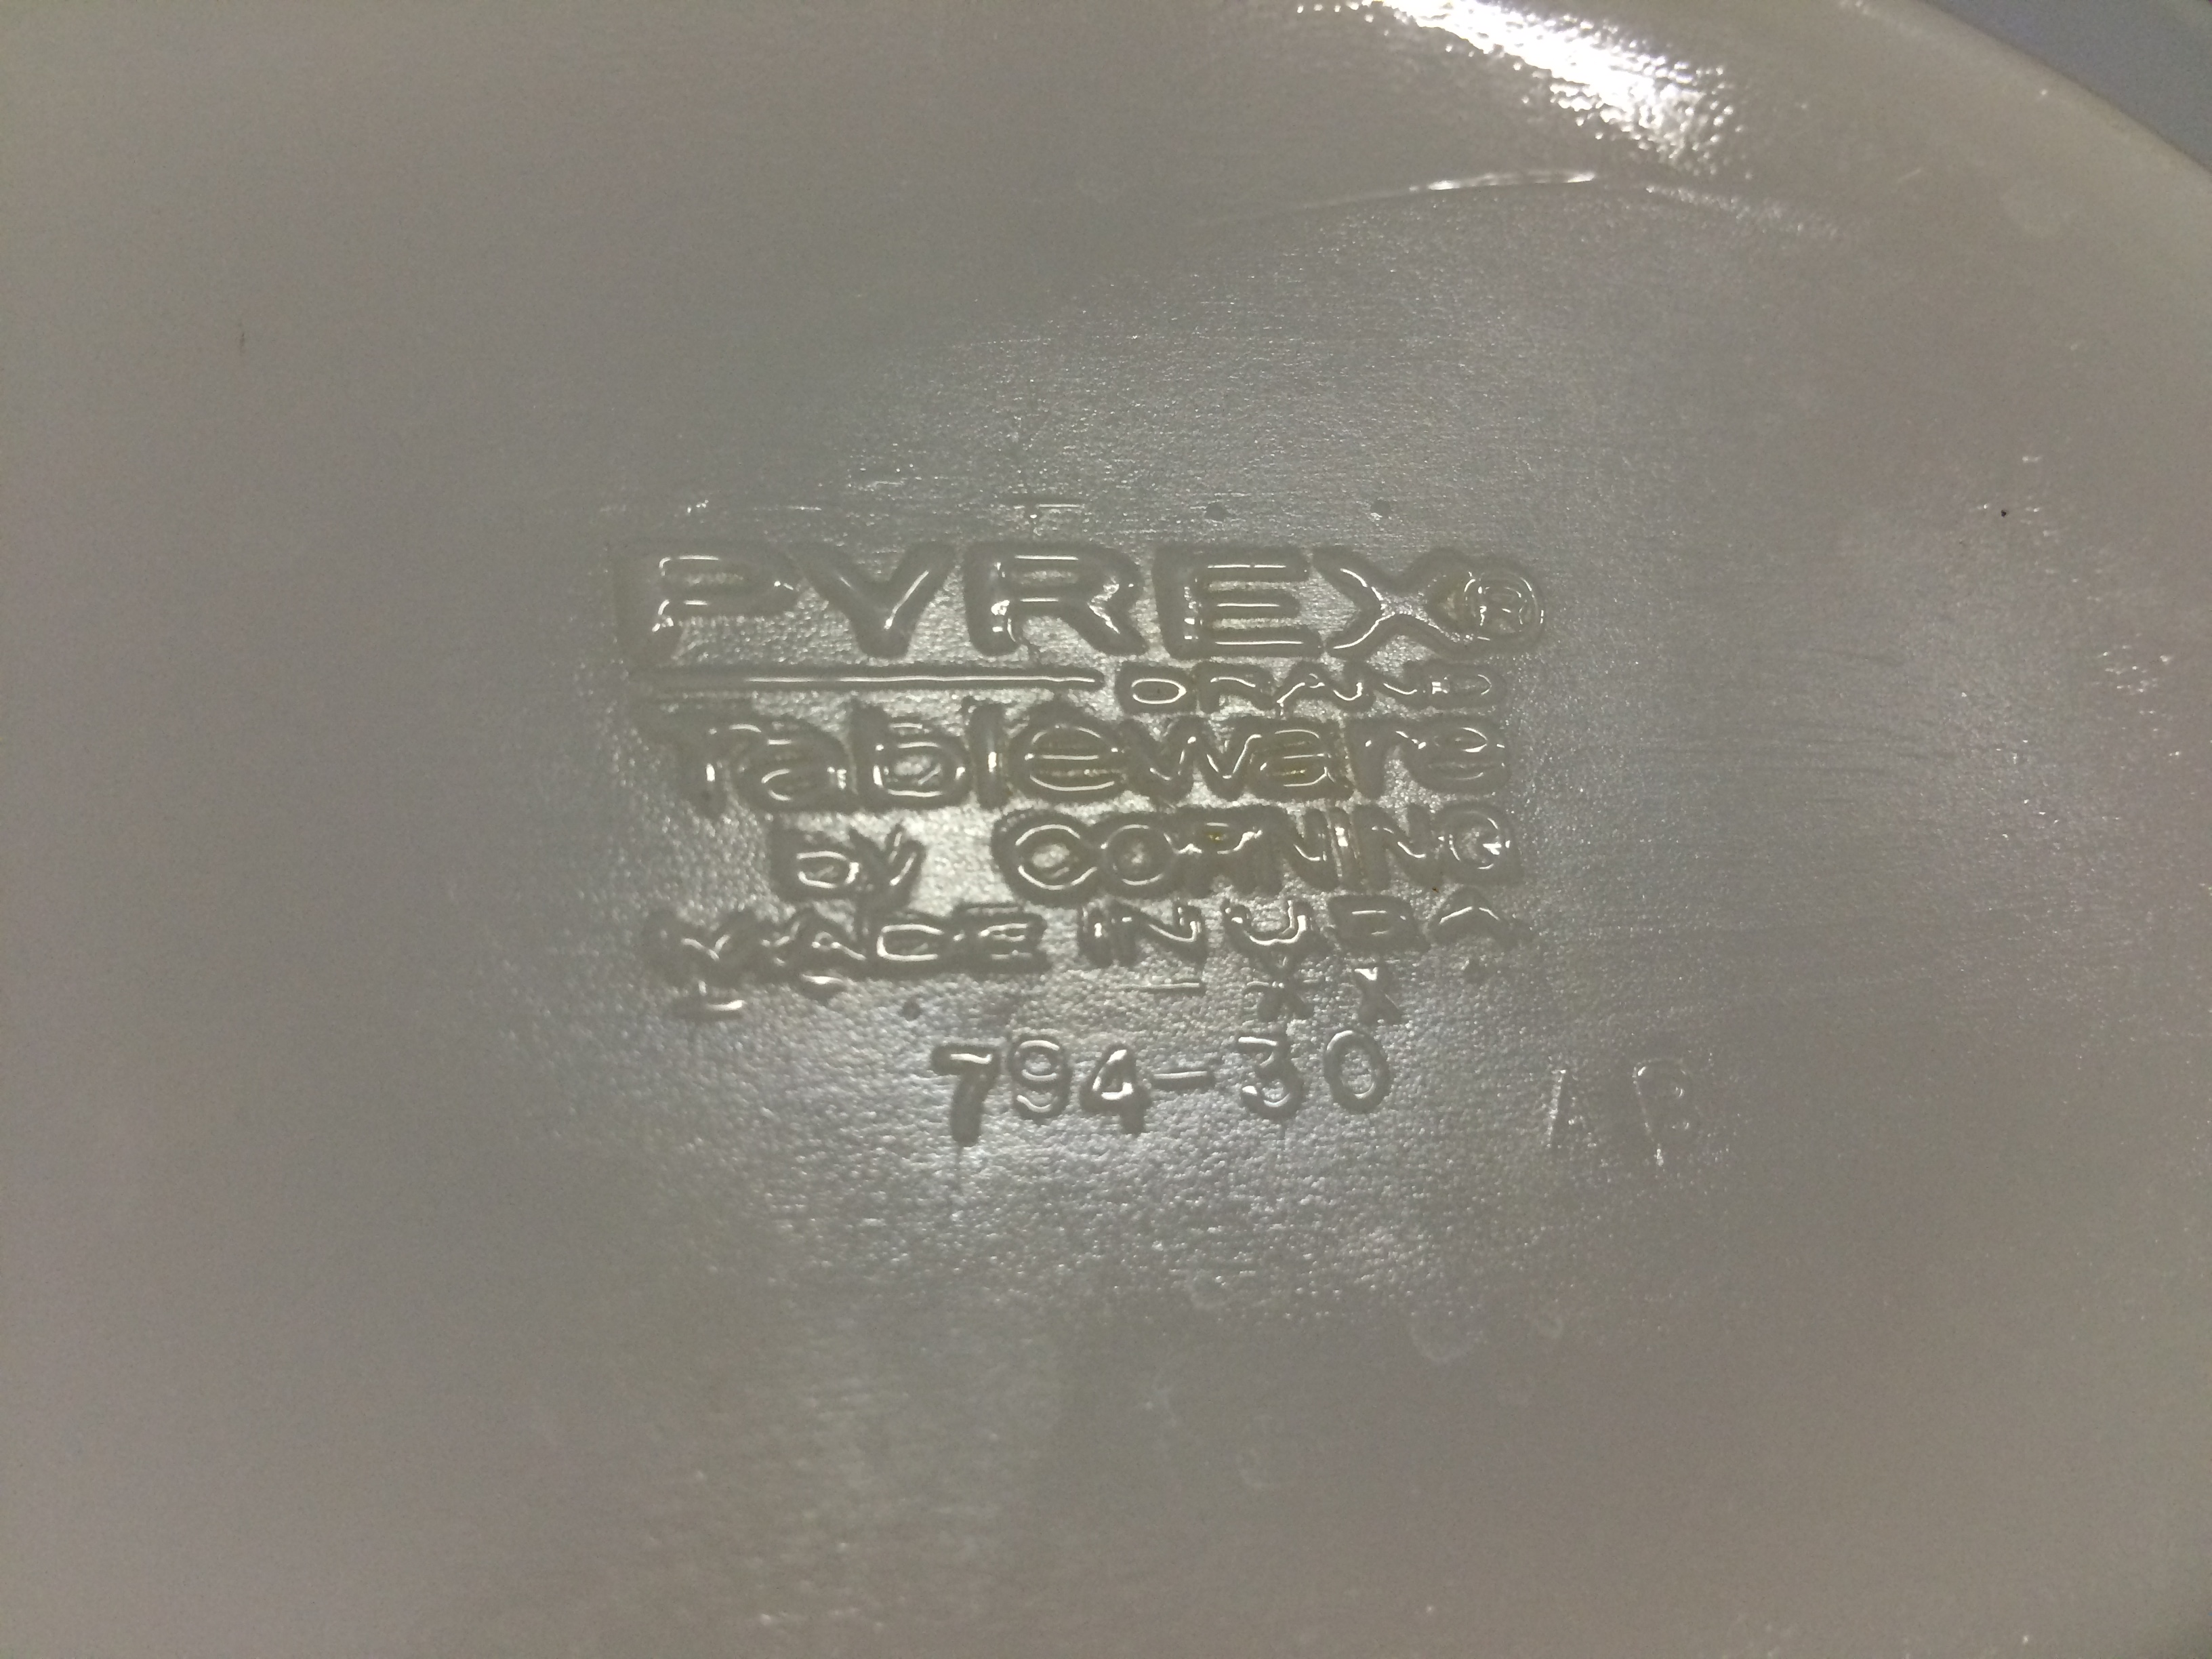 PYREX®
BRAND
Tableware
by CORNING
MADE IN U.S.A.
794-30